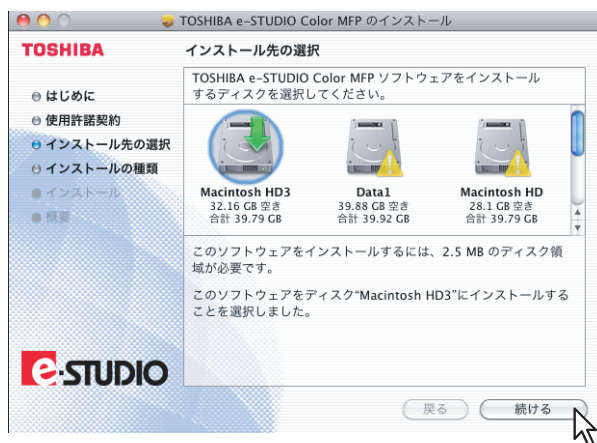 TOSHIBA e-STUDIO Color MFP のインストール
TOSHIBA
インストール先の選択
はじめに
使用許諾契約
インストール先の選択
インストールの種類
インストール
概要
TOSHIBA e-STUDIO Color MFP ソフトウェアをインストール
するディスクを選択してください。
Macintosh HD3
32.16 GB 空き
合計 39.79 GB
Data1
39.88 GB 空き
合計 39.92 GB
Macintosh HD
28.1 GB 空き
合計 39.79 GB
このソフトウェアをインストールするには、2.5 MB のディスク領
域が必要です。
このソフトウェアをディスク“Macintosh HD3”にインストールする
ことを選択しました。
e-STUDIO
戻る
続ける